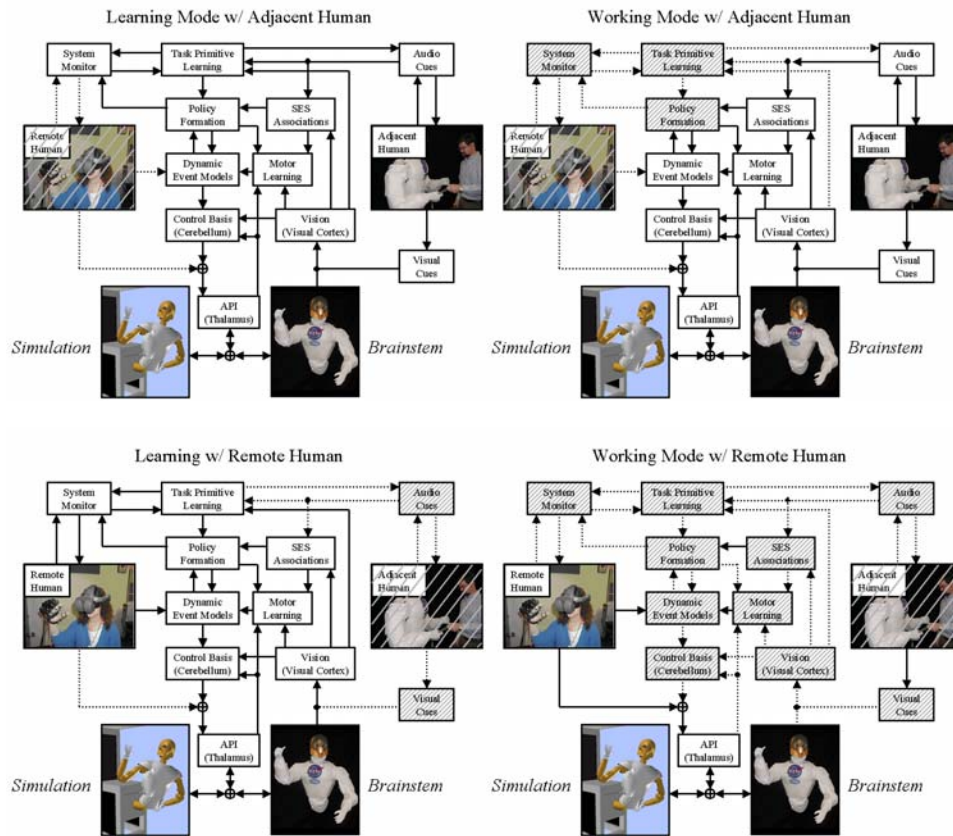 Learning Mode w/ Adjacent Human
System
Monitor
Task Primitive
Learning
Audio
Cues
Policy
Formation
SES
Associations
Remote
Human
Adjacent
Human
Dynamic
Event Models
Motor
Learning
Control Basis
(Cerebellum)
Vision
(Visual Cortex)
Visual
Cues
API
(Thalamus)
Simulation
Brainstem
Working Mode w/ Adjacent Human
System
Monitor
Task Primitive
Learning
Audio
Cues
Policy
Formation
SES
Associations
Remote
Human
Adjacent
Human
Dynamic
Event Models
Motor
Learning
Control Basis
(Cerebellum)
Vision
(Visual Cortex)
Visual
Cues
API
(Thalamus)
Simulation
Brainstem
Learning w/ Remote Human
System
Monitor
Task Primitive
Learning
Audio
Cues
Policy
Formation
SES
Associations
Remote
Human
Adjacent
Human
Dynamic
Event Models
Motor
Learning
Control Basis
(Cerebellum)
Vision
(Visual Cortex)
Visual
Cues
API
(Thalamus)
Simulation
Brainstem
Working Mode w/ Remote Human
System
Monitor
Task Primitive
Learning
Audio
Cues
Policy
Formation
SES
Associations
Remote
Human
Adjacent
Human
Dynamic
Event Models
Motor
Learning
Control Basis
(Cerebellum)
Vision
(Visual Cortex)
Visual
Cues
API
(Thalamus)
Simulation
Brainstem